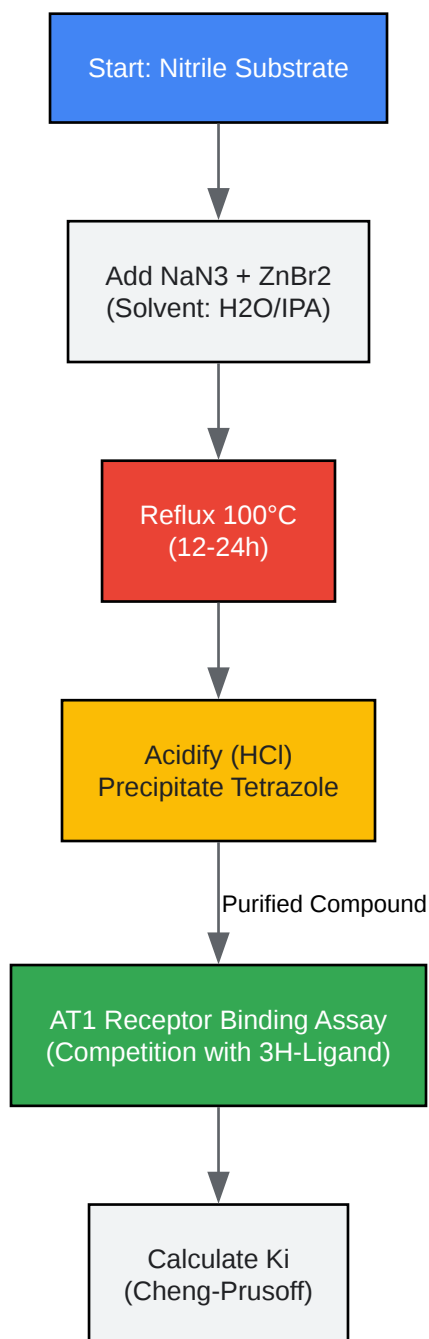 Start: Nitrile Substrate
Add NaN3 + ZnBr2
(Solvent: H2O/IPA)
Reflux 100°C
(12-24h)
Acidify (HCl)
Precipitate Tetrazole
Purified Compound
AT1 Receptor Binding Assay
(Competition with 3H-Ligand)
Calculate Ki
(Cheng-Prusoff)